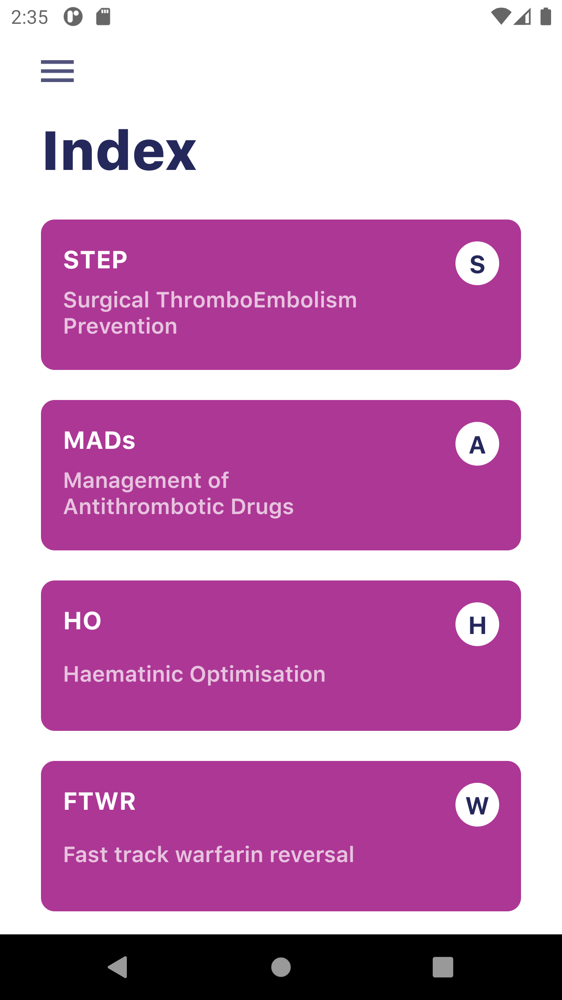 2:35
Index
STEP
S
Surgical ThromboEmbolism
Prevention
MADs
A
Management of
Antithrombotic Drugs
HO
H
Haematinic Optimisation
FTWR
W
Fast track warfarin reversal